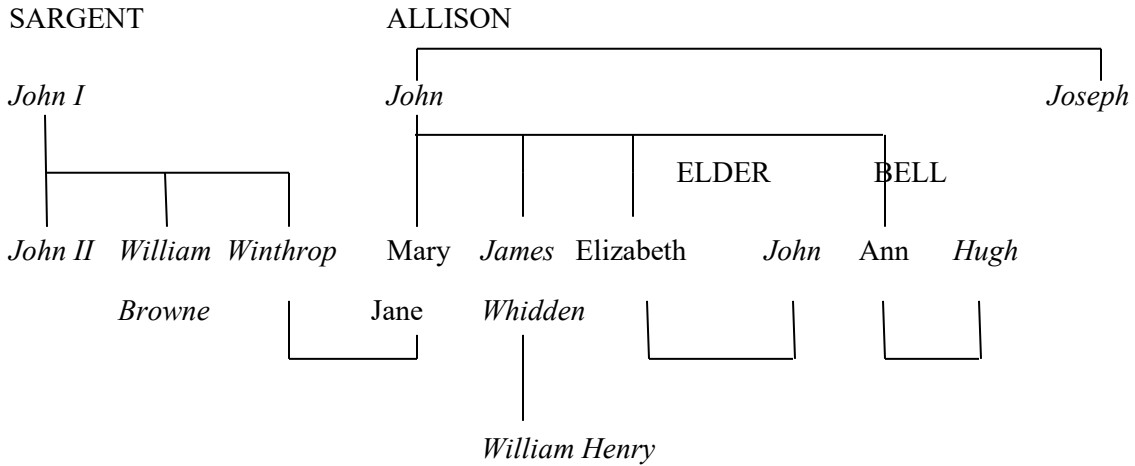 SARGENT ALLISON
John I John Joseph
ELDER BELL
John II William Winthrop Mary James Elizabeth John Ann Hugh
Browne Jane Whidden
William Henry